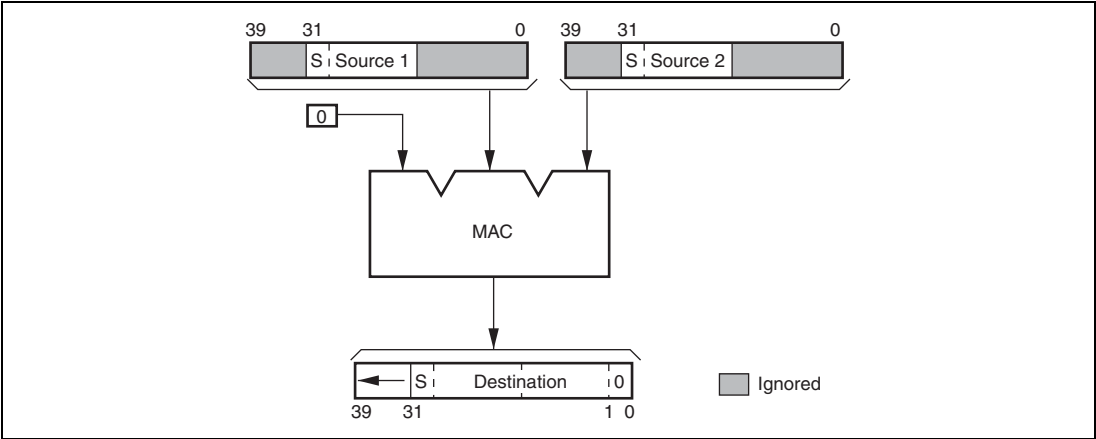 39 31 0 39 31 0
S Source 1 S Source 2
0
MAC
S Destination 0
Ignored
39 31 1 0